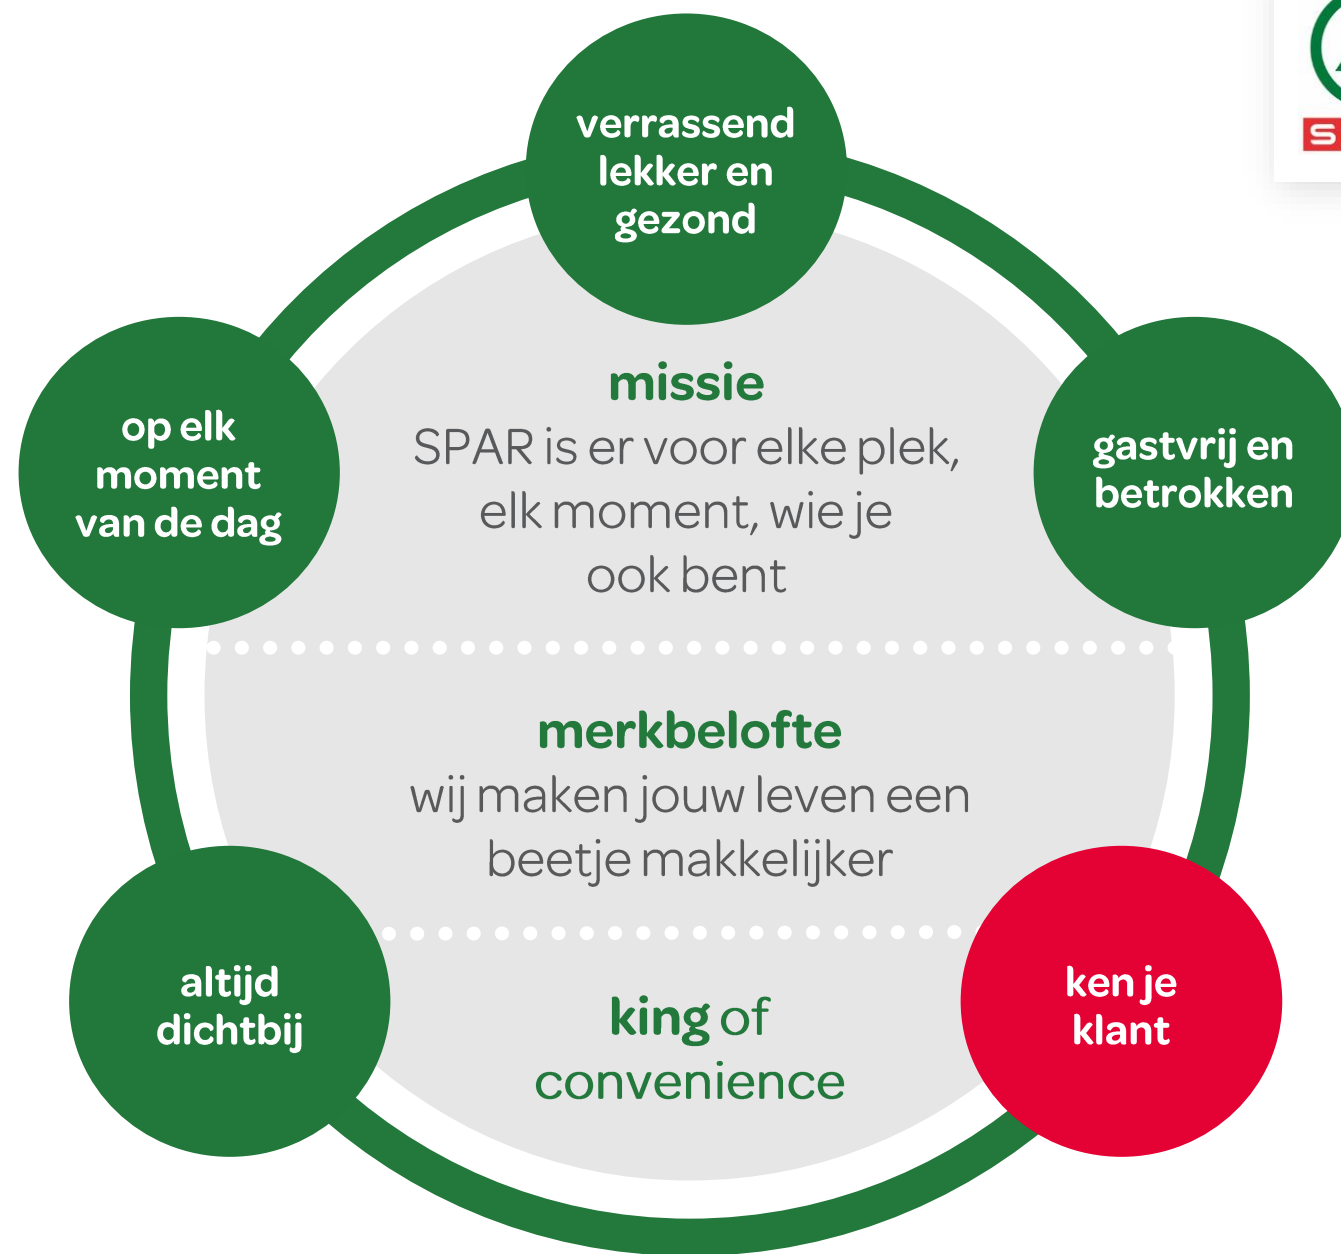 verrassend
lekker en
gezond
op elk
moment
van de dag
gastvrij en
betrokken
missie
SPAR is er voor elke plek,
elk moment, wie je
ook bent
merkbelofte
wij maken jouw leven een
beetje makkelijker
altijd
dichtbij
king of
convenience
ken je
klant